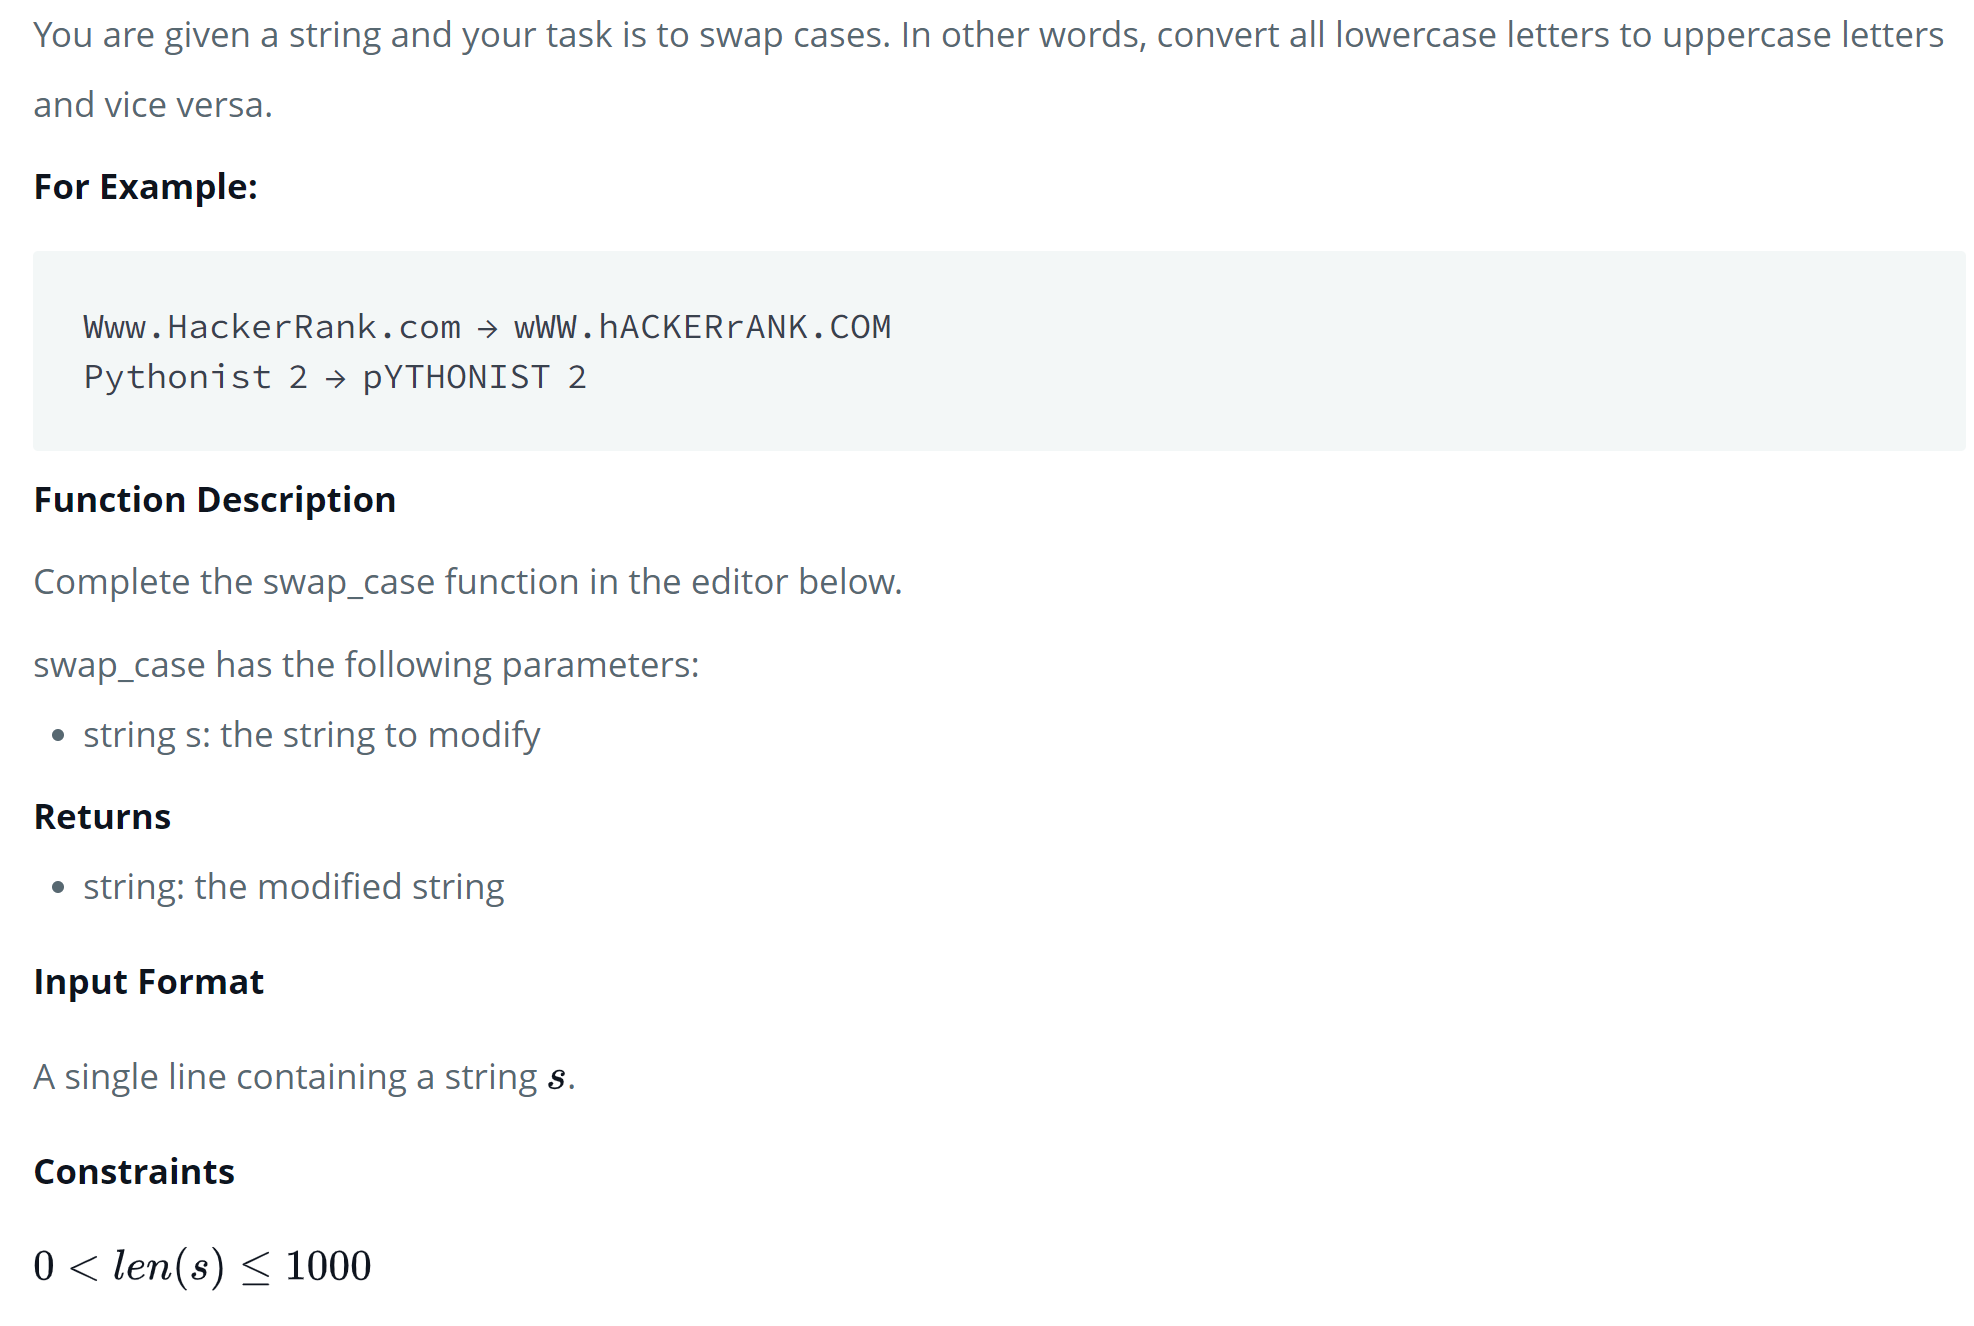 You are given a string and your task is to swap cases. In other words, convert all lowercase letters to uppercase letters
and vice versa.
For Example:
Www.HackerRank.com → wWW.hACKERrANK.COM
Pythonist 2 → pYTHONIST 2
Function Description
Complete the swap_case function in the editor below.
swap_case has the following parameters:
• string s: the string to modify
Returns
• string: the modified string
Input Format
A single line containing a string s.
Constraints
0 < len(s) ≤ 1000